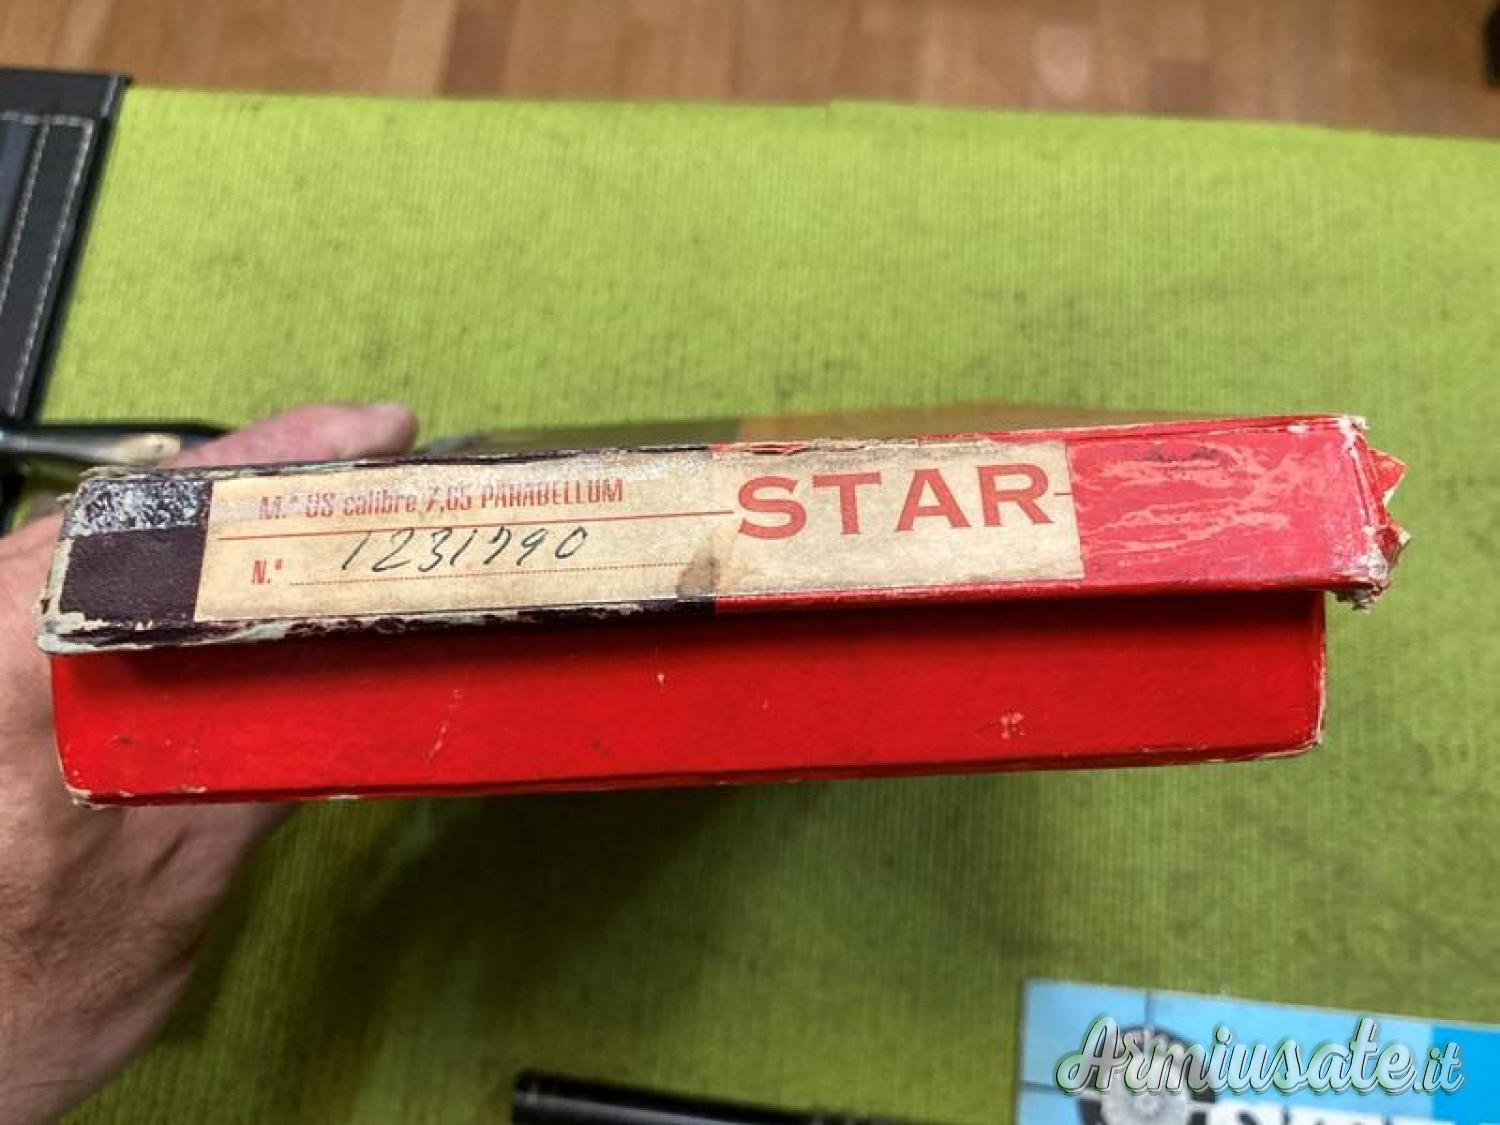 M.º US calibre 7,65 PARABELLUM
STAR
N.º 1231790
Armiusate.it